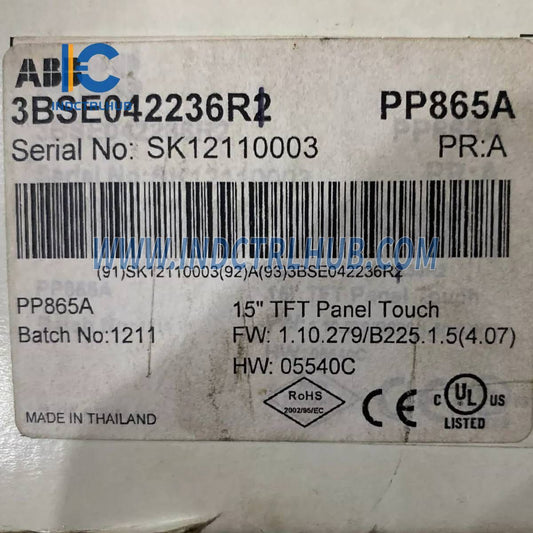 ABB
IC
INDCTRLHUB
3BSE042236R2 PP865A
Serial No: SK12110003 PR:A
WWW.INDCTRLHUB.COM
(91)SK12110003(92)A(93)3BSE042236R2
PP865A 15" TFT Panel Touch
Batch No:1211 FW: 1.10.279/B225.1.5(4.07)
HW: 05540C
RoHS
2002/95/EC
CE
C UL US
LISTED
MADE IN THAILAND